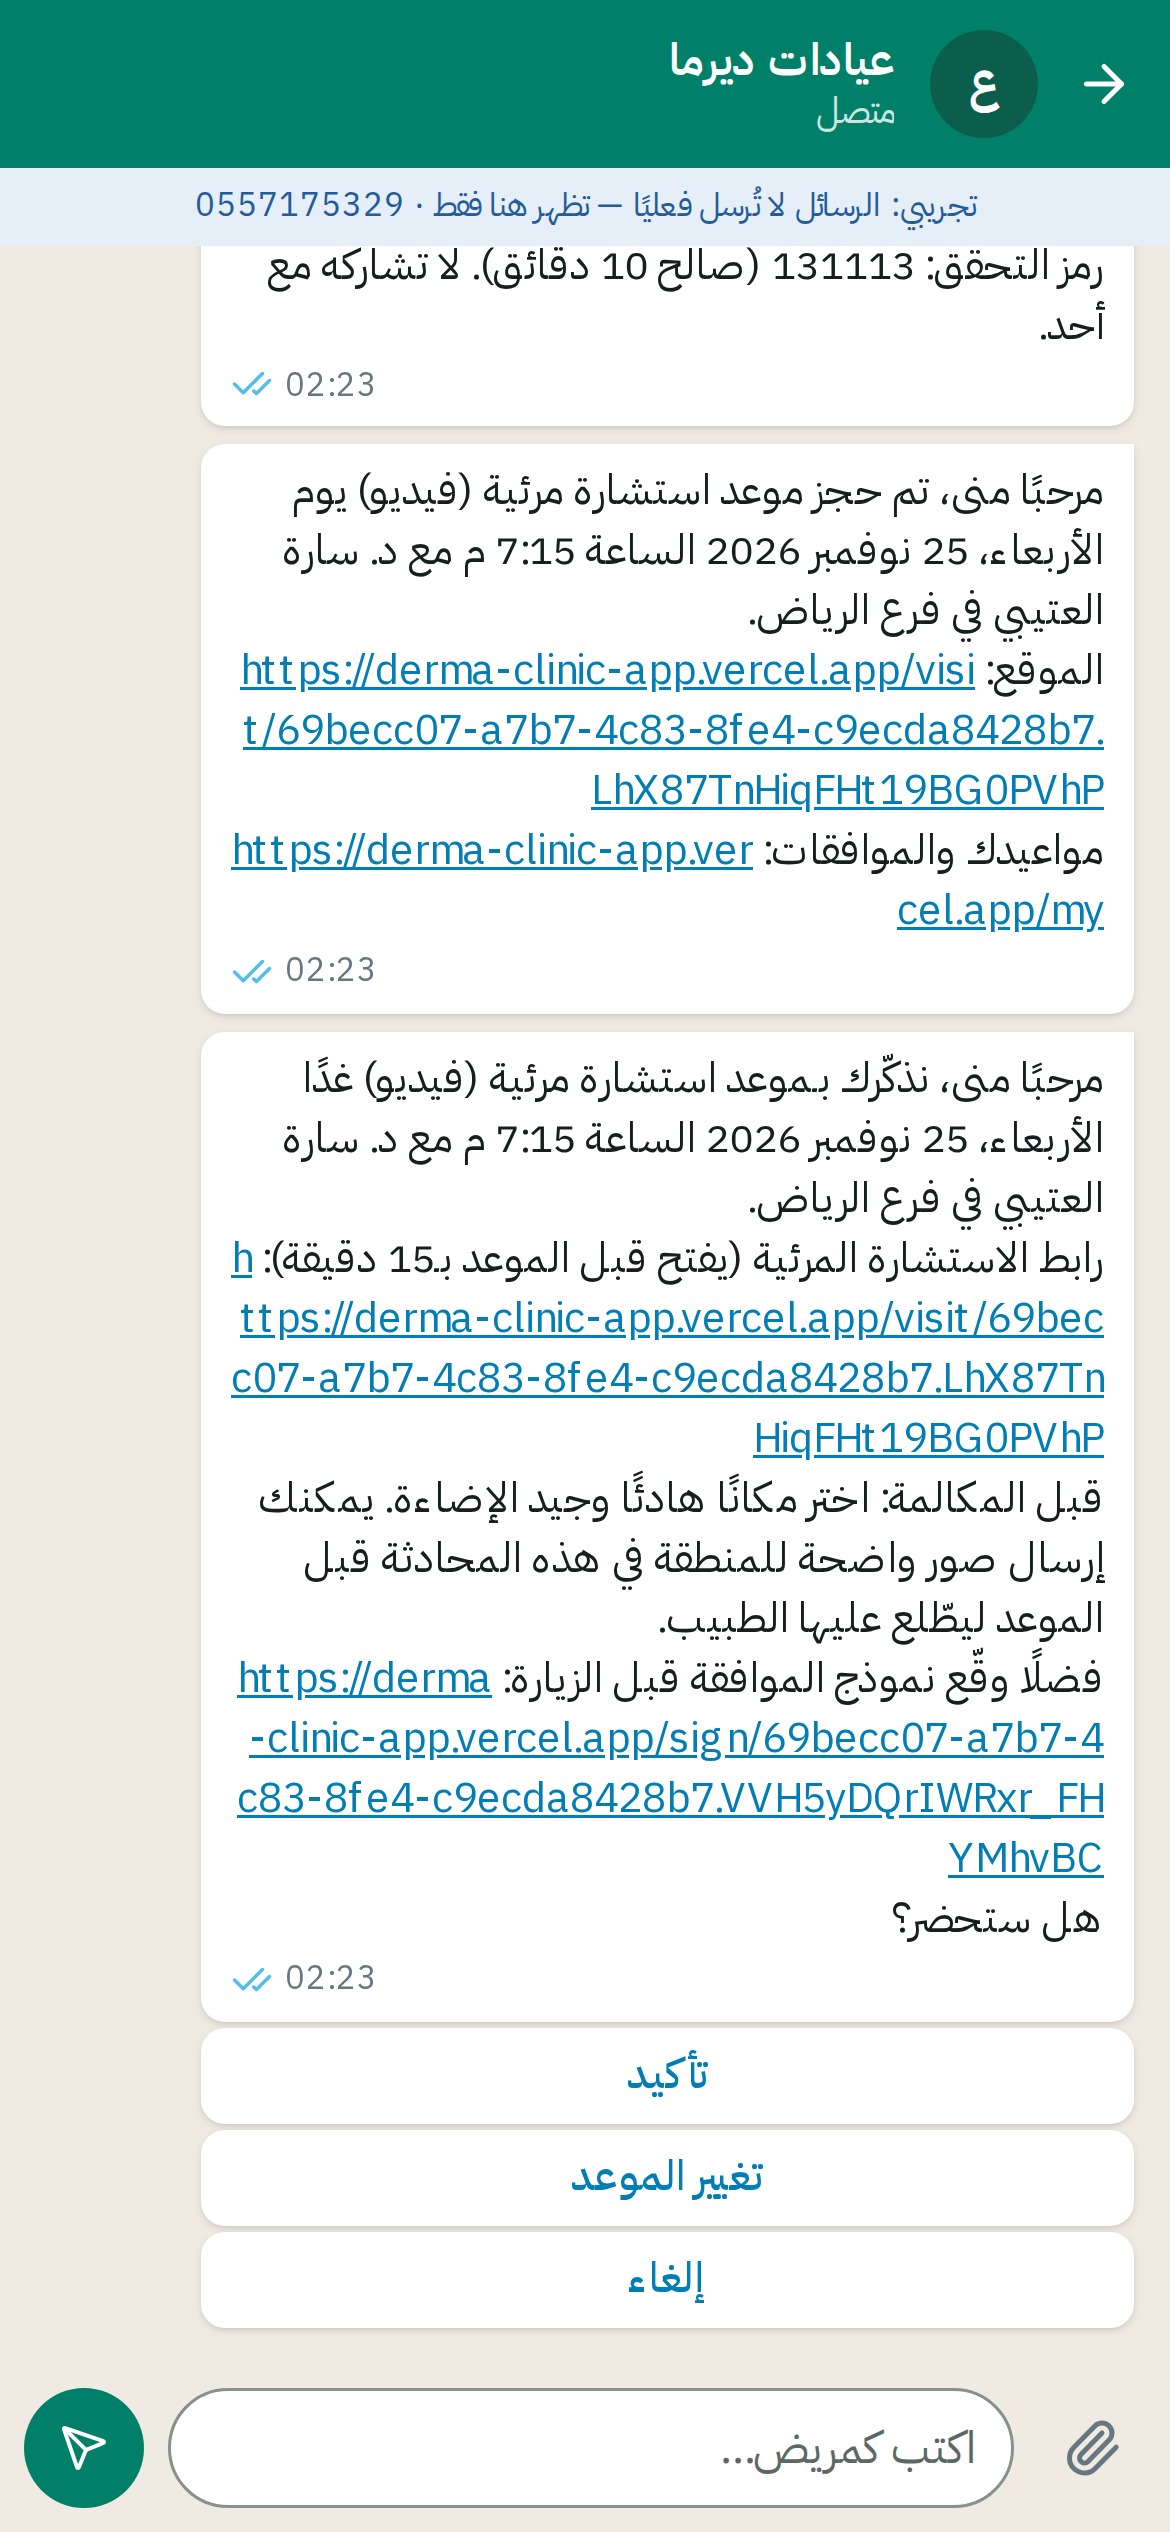 عيادات ديرما
ع
متصل
تجريبي: الرسائل لا تُرسل فعليًا — تظهر هنا فقط · 0557175329
رمز التحقق: 131113 (صالح 10 دقائق). لا تشاركه مع
أحد.
02:23
مرحبًا منى، تم حجز موعد استشارة مرئية (فيديو) يوم
الأربعاء، 25 نوفمبر 2026 الساعة 7:15 م مع د. سارة
العتيبي في فرع الرياض.
الموقع: https://derma-clinic-app.vercel.app/visi
t/69becc07-a7b7-4c83-8fe4-c9ecda8428b7.
LhX87TnHiqFHt19BG0PVhP
مواعيدك والموافقات: https://derma-clinic-app.ver
cel.app/my
02:23
مرحبًا منى، نذكّرك بموعد استشارة مرئية (فيديو) غدًا
الأربعاء، 25 نوفمبر 2026 الساعة 7:15 م مع د. سارة
العتيبي في فرع الرياض.
رابط الاستشارة المرئية (يفتح قبل الموعد بـ15 دقيقة): h
ttps://derma-clinic-app.vercel.app/visit/69bec
c07-a7b7-4c83-8fe4-c9ecda8428b7.LhX87Tn
HiqFHt19BG0PVhP
قبل المكالمة: اختر مكانًا هادئًا وجيد الإضاءة. يمكنك
إرسال صور واضحة للمنطقة في هذه المحادثة قبل
الموعد ليطّلع عليها الطبيب.
فضلًا وقّع نموذج الموافقة قبل الزيارة: https://derma
-clinic-app.vercel.app/sign/69becc07-a7b7-4
c83-8fe4-c9ecda8428b7.VVH5yDQrIWRxr_FH
YMhvBC
هل ستحضر؟
02:23
تأكيد
تغيير الموعد
إلغاء
اكتب كمريض...